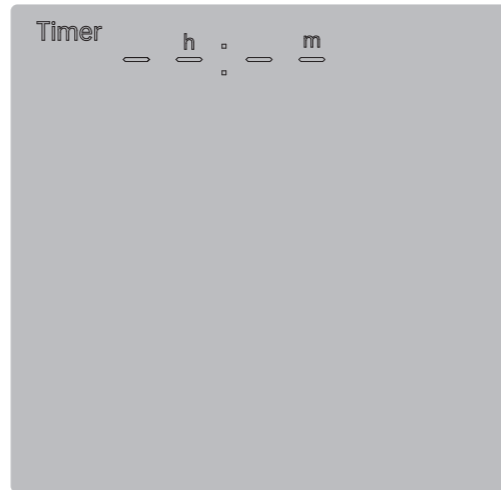 Timer
– –h : – –m